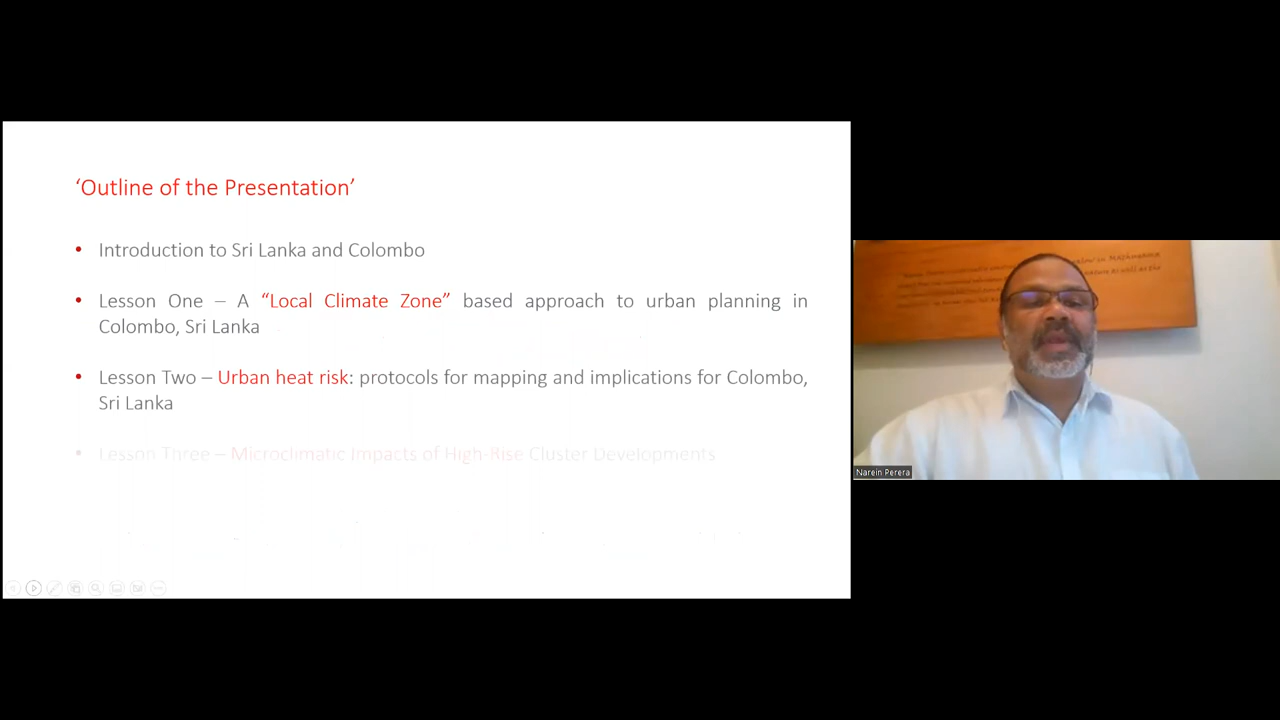 ‘Outline of the Presentation’
• Introduction to Sri Lanka and Colombo
• Lesson One – A “Local Climate Zone” based approach to urban planning in
Colombo, Sri Lanka
• Lesson Two – Urban heat risk: protocols for mapping and implications for Colombo,
Sri Lanka
▪ Lesson Three – Microclimatic Impacts of High-Rise Cluster Developments
Narein Perera